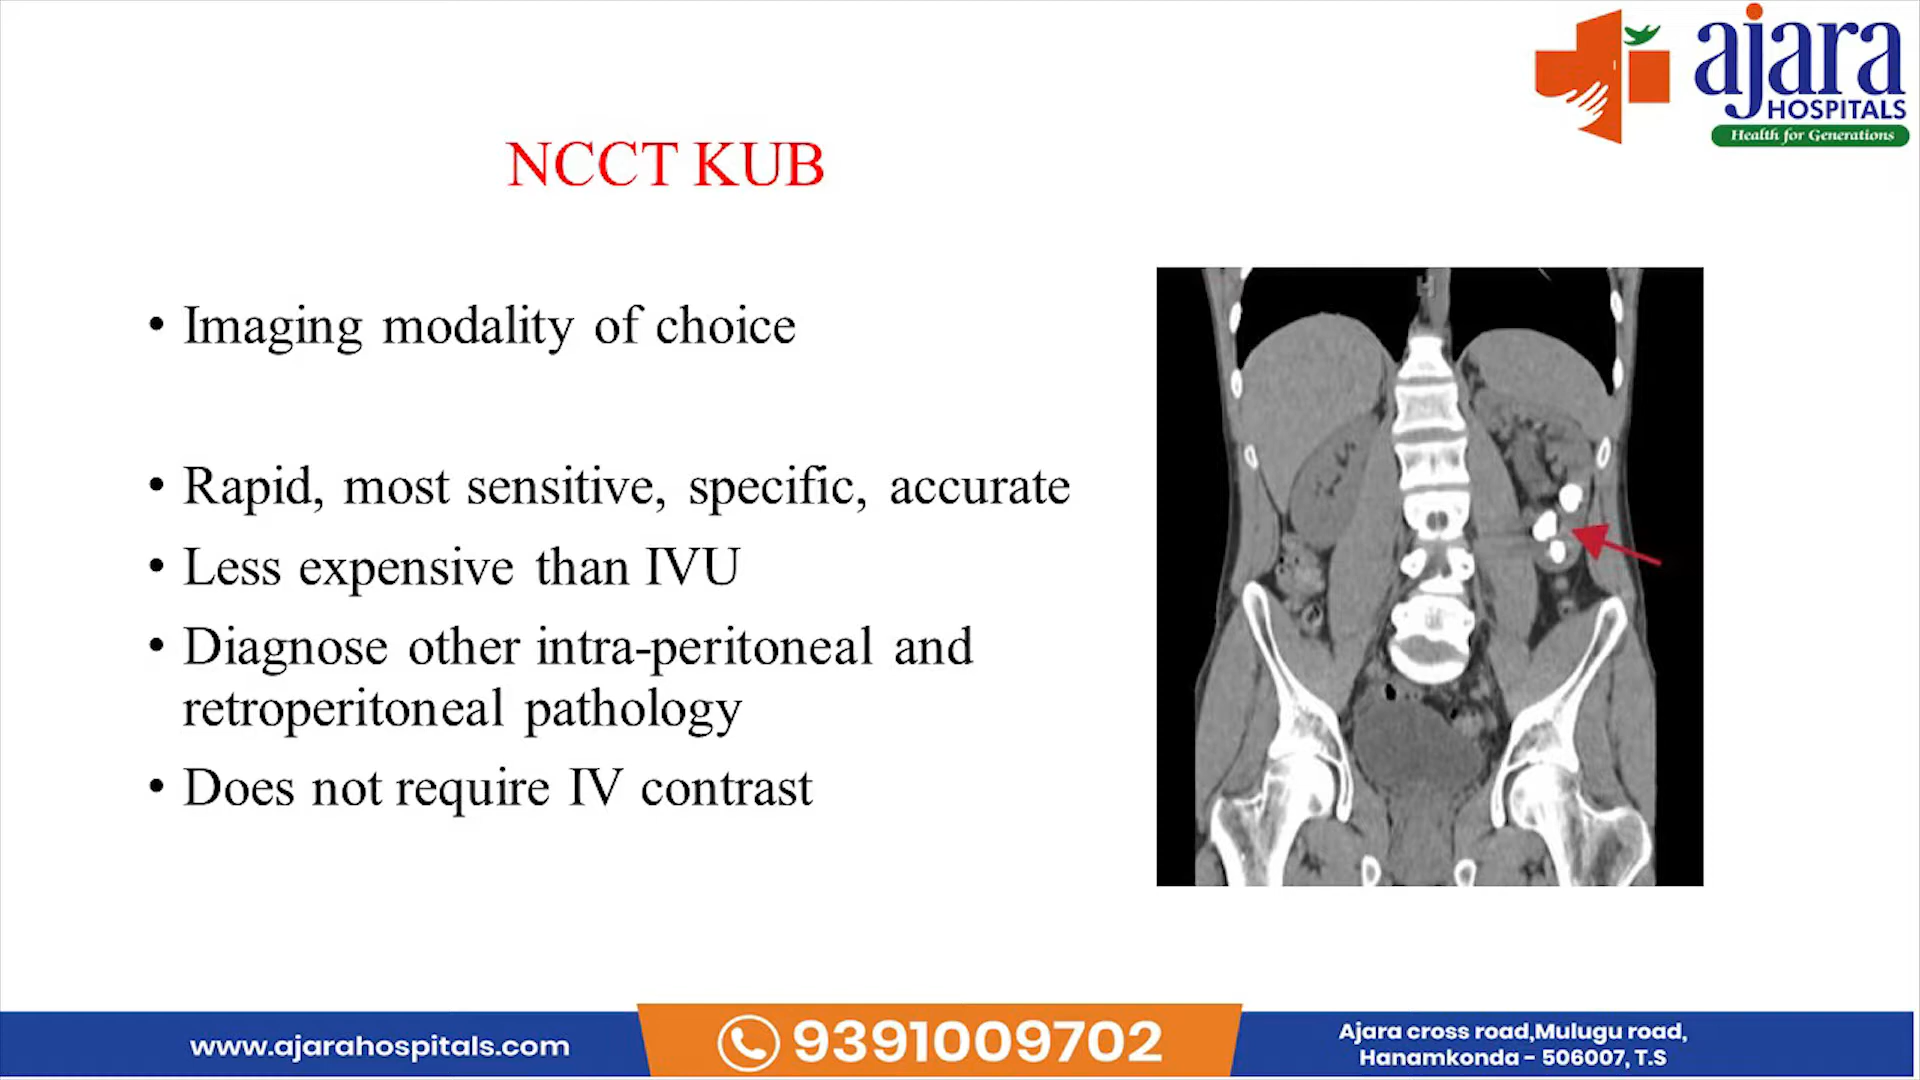 ajara
HOSPITALS
Health for Generations
NCCT KUB
• Imaging modality of choice
• Rapid, most sensitive, specific, accurate
• Less expensive than IVU
• Diagnose other intra-peritoneal and
retroperitoneal pathology
• Does not require IV contrast
H
www.ajarahospitals.com
9391009702
Ajara cross road,Mulugu road,
Hanamkonda - 506007, T.S